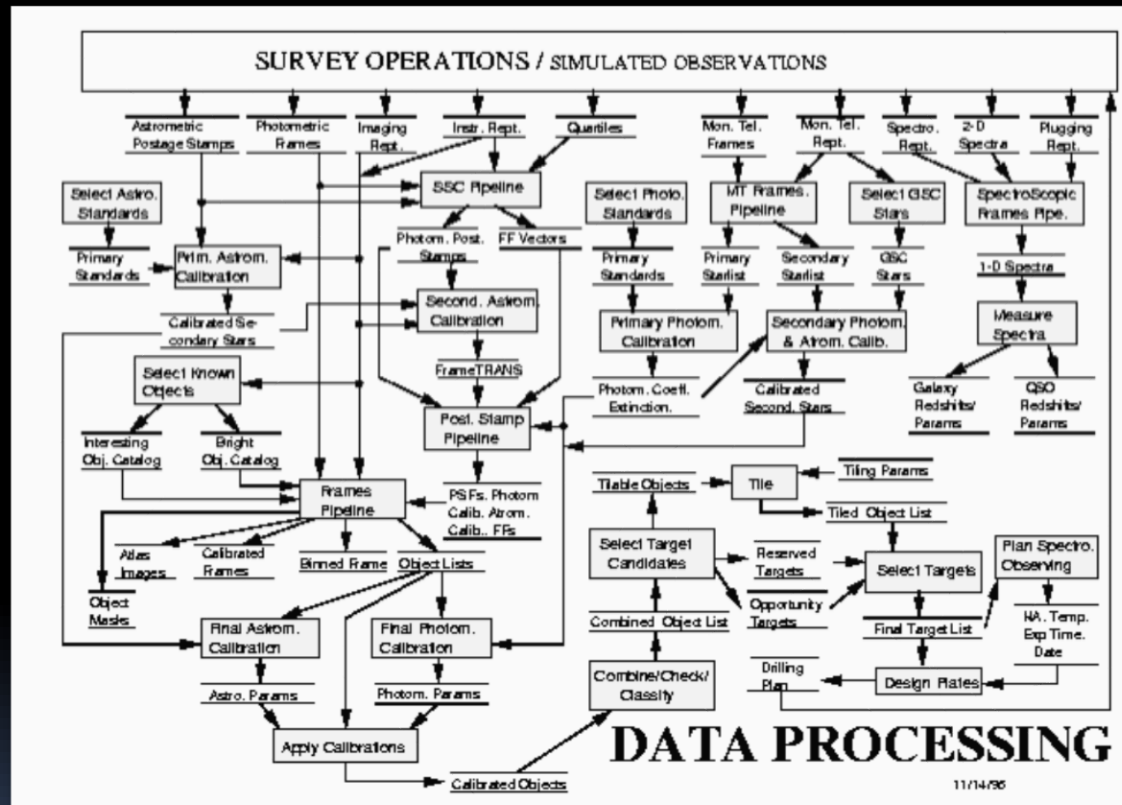 SURVEY OPERATIONS / SIMULATED OBSERVATIONS
Astrometric
Postage Stamps
Photometric
Frames
Imaging
Rept.
Instr. Rept.
Quartiles
Mon. Tel.
Frames
Mon. Tel.
Rept.
Spectro.
Rept.
2-D
Spectra
Plugging
Rept.
Select Astro.
Standards
SSC Pipeline
Select Photo.
Standards
MT Frames.
Pipeline
Select GSC
Stars
SpectroScopic
Frames Pipe.
Primary
Standards
Prim. Astrom.
Calibration
Photom. Post.
Stamps
FF Vectors
Primary
Standards
Primary
Starlist
Secondary
Starlist
GSC
Stars
1-D Spectra
Calibrated Se-
condary Stars
Second. Astrom.
Calibration
Primary Photom.
Calibration
Secondary Photom.
& Atrom. Calib.
Measure
Spectra
Select Known
Objects
FrameTRANS
Photom. Coeff.
Extinction.
Calibrated
Second. Stars
Galaxy
Redshifts/
Params
QSO
Redshifts/
Params
Interesting
Obj. Catalog
Bright
Obj. Catalog
Post. Stamp
Pipeline
Frames
Pipeline
PSFs. Photom
Calib. Atrom.
Calib.. FFs
Tilable Objects
Tile
Tiling Params
Tiled Object List
Atlas
Images
Calibrated
Frames
Binned Frame
Object Lists
Select Target
Candidates
Reserved
Targets
Select Targets
Plan Spectro.
Observing
Object
Masks
Opportunity
Targets
Final Astrom.
Calibration
Final Photom.
Calibration
Combined Object List
Final Target List
HA. Temp.
Exp Time.
Date
Astro. Params
Photom. Params
Combine/Check/
Classify
Drilling
Plan
Design Plates
Apply Calibrations
Calibrated Objects
DATA PROCESSING